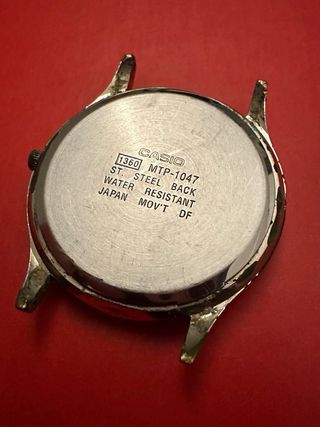 CASIO
1360 MTP-1047
ST. STEEL BACK
WATER RESISTANT
JAPAN MOV'T DF